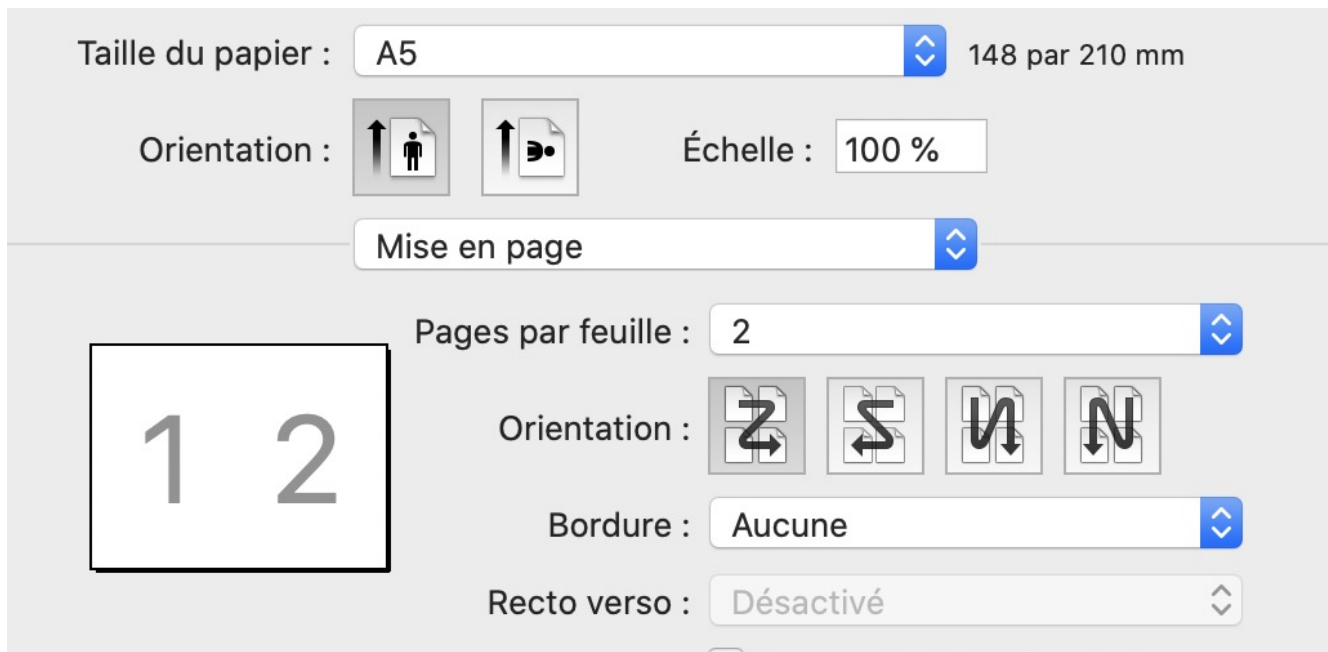 Taille du papier : A5 148 par 210 mm
Orientation : Échelle : 100 %
Mise en page
Pages par feuille : 2
1 2
Orientation :
Bordure : Aucune
Recto verso : Désactivé